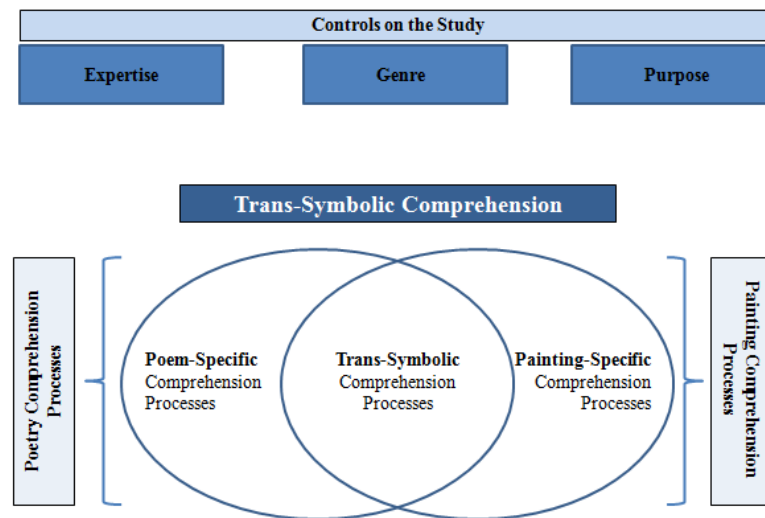 Controls on the Study
Expertise
Genre
Purpose
Trans-Symbolic Comprehension
Poetry Comprehension
Processes
Poem-Specific
Comprehension
Processes
Trans-Symbolic
Comprehension
Processes
Painting-Specific
Comprehension
Processes
Painting Comprehension
Processes